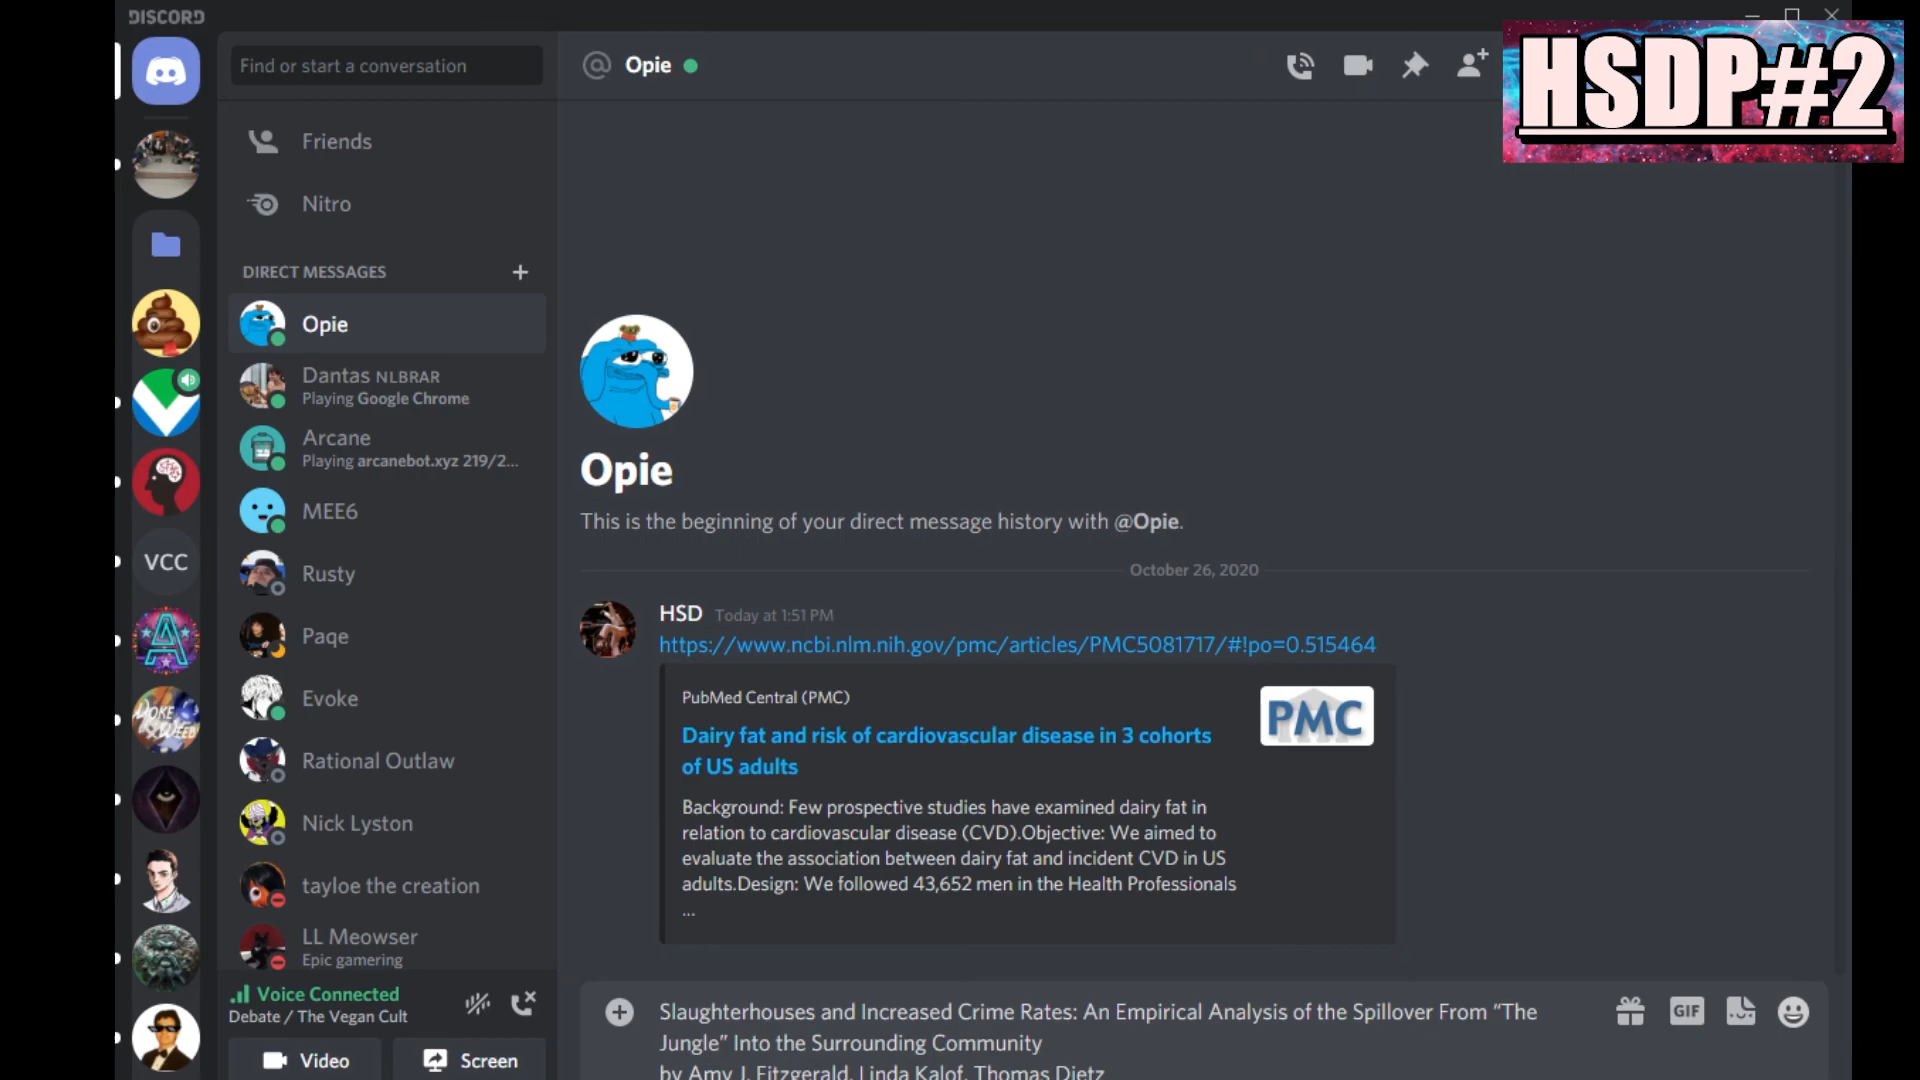 DISCORD
HSDP#2
Find or start a conversation
Opie
Friends
Nitro
DIRECT MESSAGES
Opie
Dantas NLBRAR
Playing Google Chrome
Arcane
Playing arcanebot.xyz 219/2...
MEE6
Rusty
Paqe
Evoke
Rational Outlaw
Nick Lyston
tayloe the creation
LL Meowser
Epic gamering
VCC
A
Voice Connected
Debate / The Vegan Cult
Video
Screen
Opie
This is the beginning of your direct message history with @Opie.
October 26, 2020
HSD Today at 1:51 PM
https://www.ncbi.nlm.nih.gov/pmc/articles/PMC5081717/#!po=0.515464
PubMed Central (PMC)
PMC
Dairy fat and risk of cardiovascular disease in 3 cohorts
of US adults
Background: Few prospective studies have examined dairy fat in
relation to cardiovascular disease (CVD).Objective: We aimed to
evaluate the association between dairy fat and incident CVD in US
adults.Design: We followed 43,652 men in the Health Professionals
...
Slaughterhouses and Increased Crime Rates: An Empirical Analysis of the Spillover From “The
Jungle” Into the Surrounding Community
by Amy J. Fitzgerald, Linda Kalof, Thomas Dietz
GIF